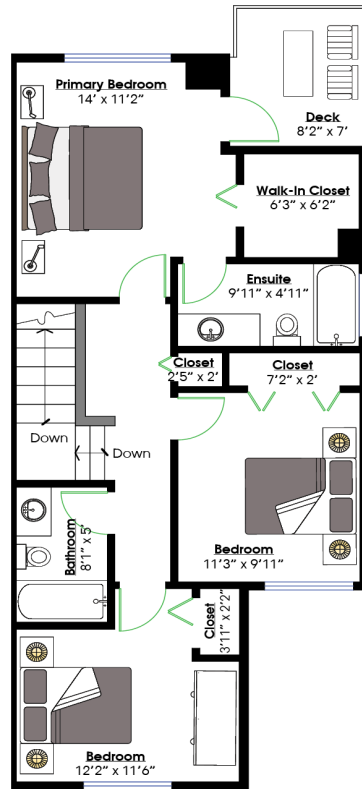 Primary Bedroom
14' x 11'2"
Deck
8'2" x 7'
Walk-In Closet
6'3" x 6'2"
Ensuite
9'11" x 4'11"
Closet
2'5" x 2'
Closet
7'2" x 2'
Down
Down
Bathroom
8'1" x 5'
Bedroom
11'3" x 9'11"
Closet
3'11" x 2'2"
Bedroom
12'2" x 11'6"